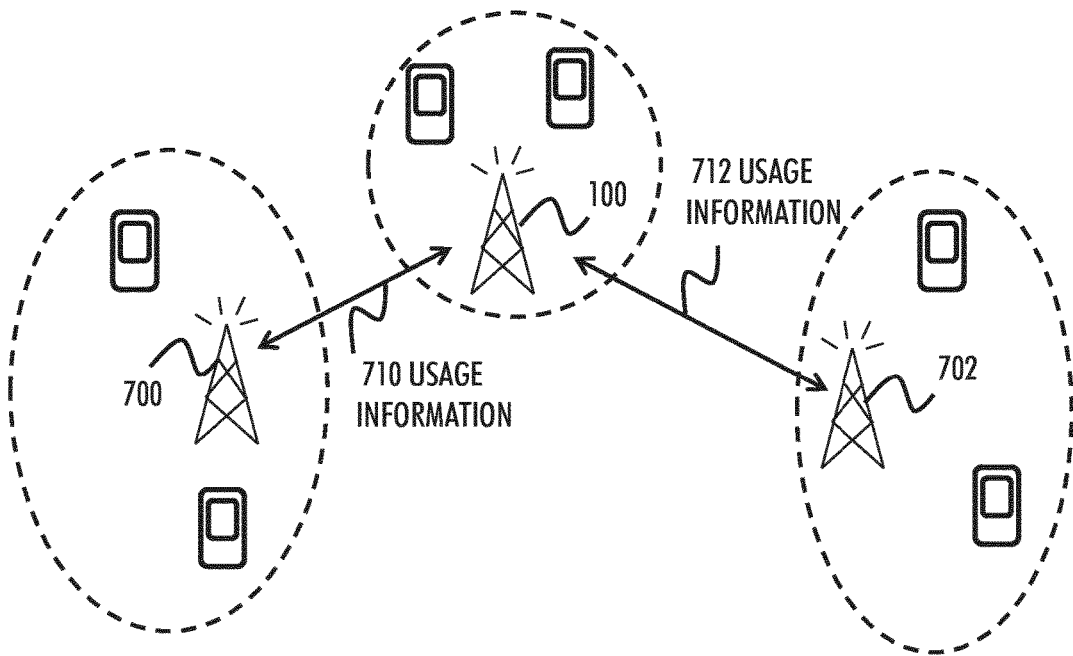 712 USAGE
INFORMATION
100
700
710 USAGE
INFORMATION
702